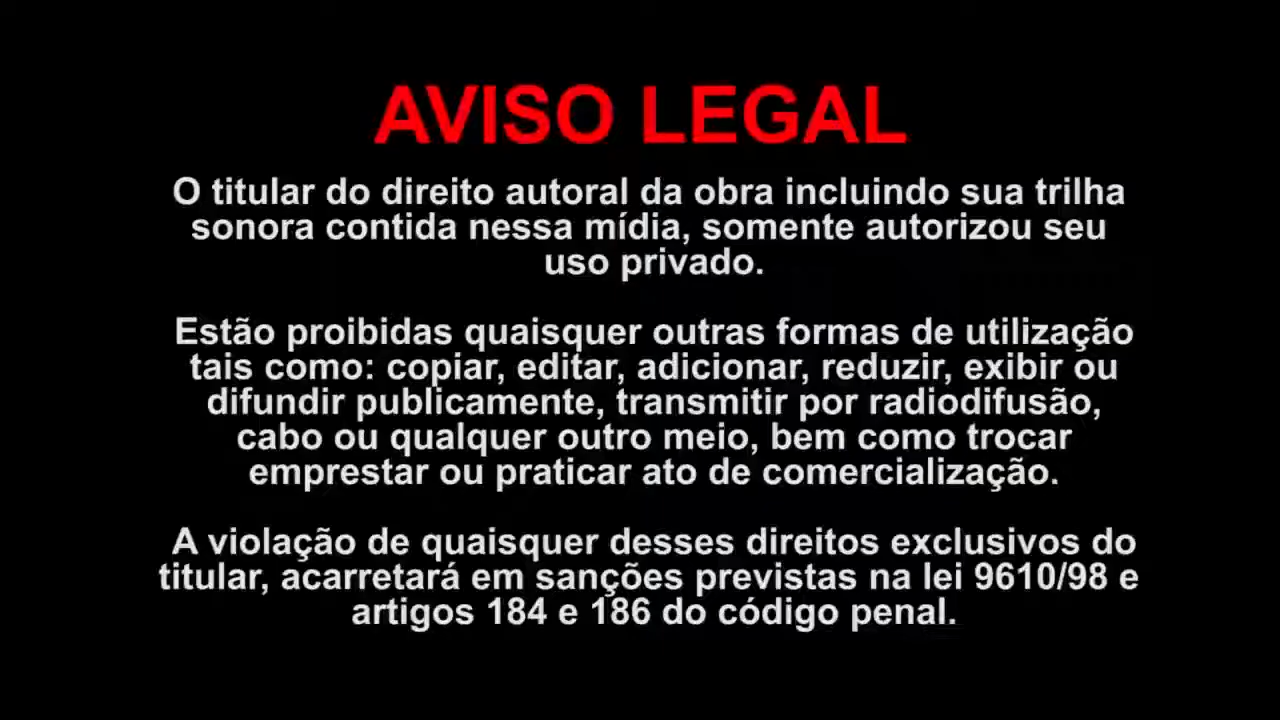 AVISO LEGAL
O titular do direito autoral da obra incluindo sua trilha
sonora contida nessa mídia, somente autorizou seu
uso privado.
Estão proibidas quaisquer outras formas de utilização
tais como: copiar, editar, adicionar, reduzir, exibir ou
difundir publicamente, transmitir por radiodifusão,
cabo ou qualquer outro meio, bem como trocar
emprestar ou praticar ato de comercialização.
A violação de quaisquer desses direitos exclusivos do
titular, acarretará em sanções previstas na lei 9610/98 e
artigos 184 e 186 do código penal.